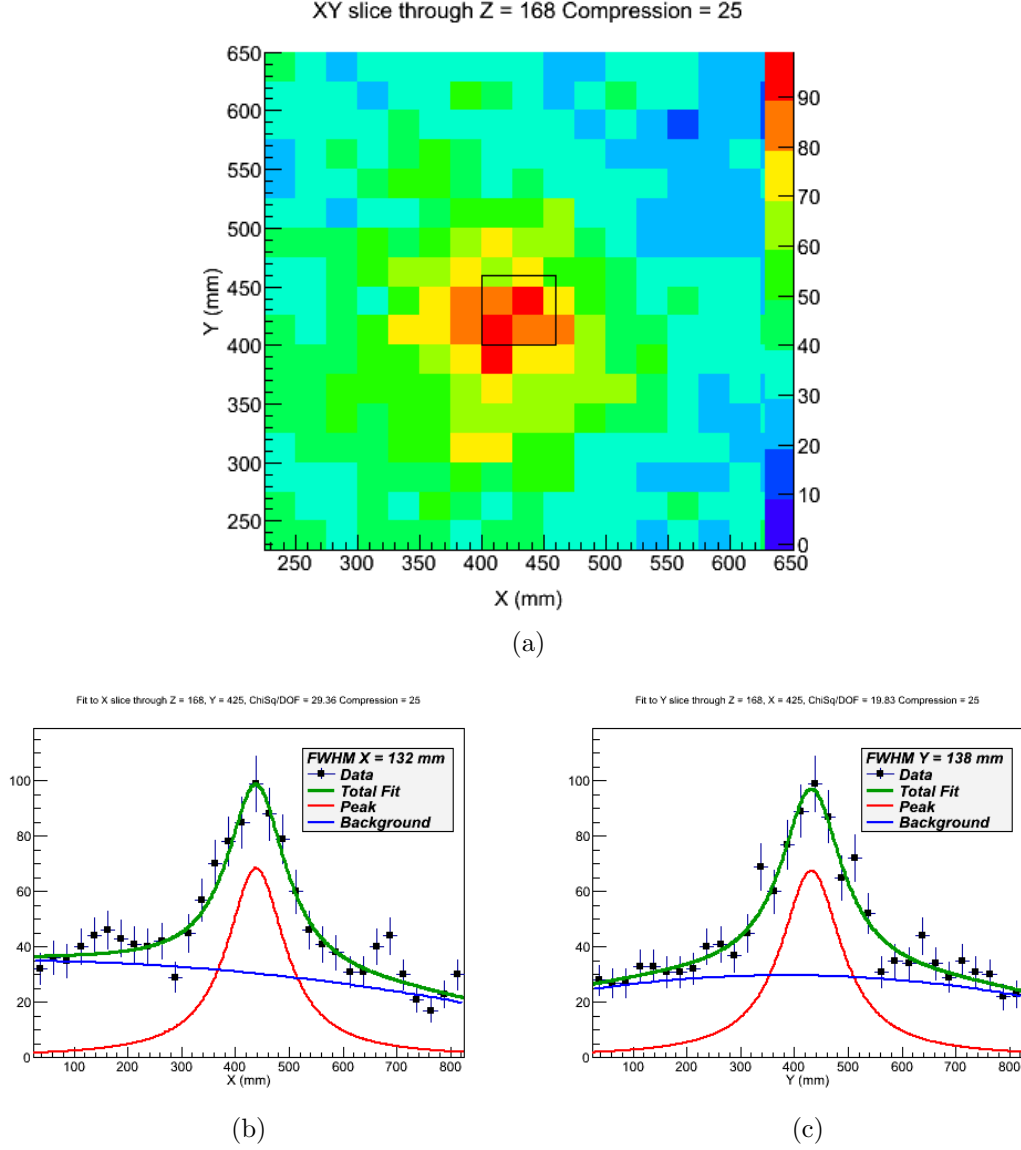 XY slice through Z = 168 Compression = 25
650
600
550
500
450
400
350
300
250
Y (mm)
90
80
70
60
50
40
30
20
10
0
250 300 350 400 450 500 550 600 650
X (mm)
(a)
Fit to X slice through Z = 168, Y = 425, ChiSq/DOF = 29.36 Compression = 25
FWHM X = 132 mm
Data
Total Fit
Peak
Background
100
80
60
40
20
0
100 200 300 400 500 600 700 800
X (mm)
(b)
Fit to Y slice through Z = 168, X = 425, ChiSq/DOF = 19.83 Compression = 25
FWHM Y = 138 mm
Data
Total Fit
Peak
Background
100
80
60
40
20
0
100 200 300 400 500 600 700 800
Y (mm)
(c)